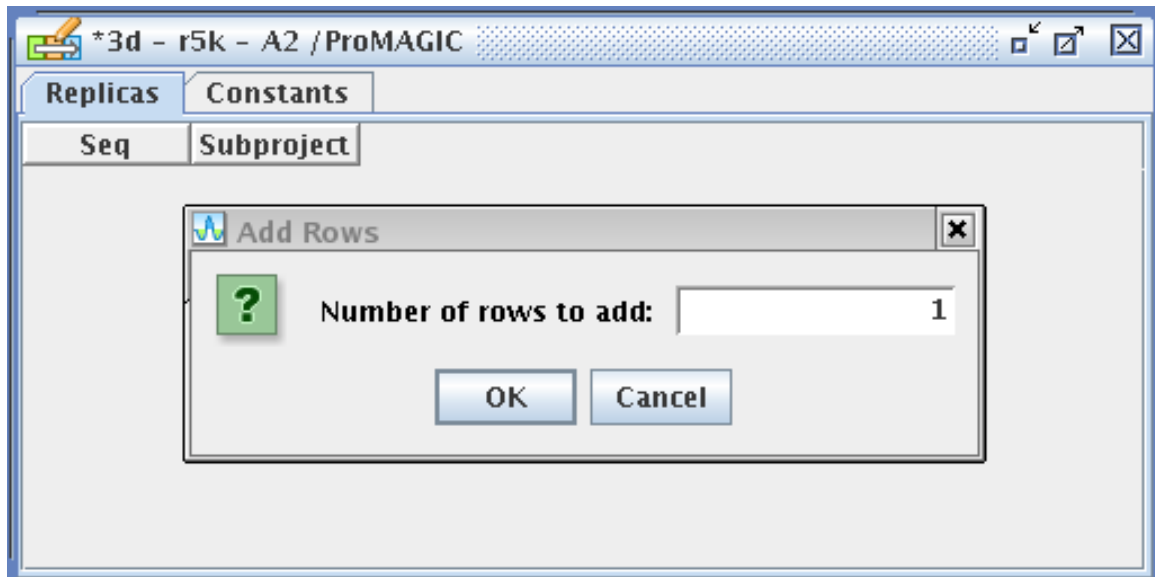 *3d - r5k - A2 /ProMAGIC
Replicas Constants
Seq Subproject
Add Rows
? Number of rows to add: 1
OK Cancel